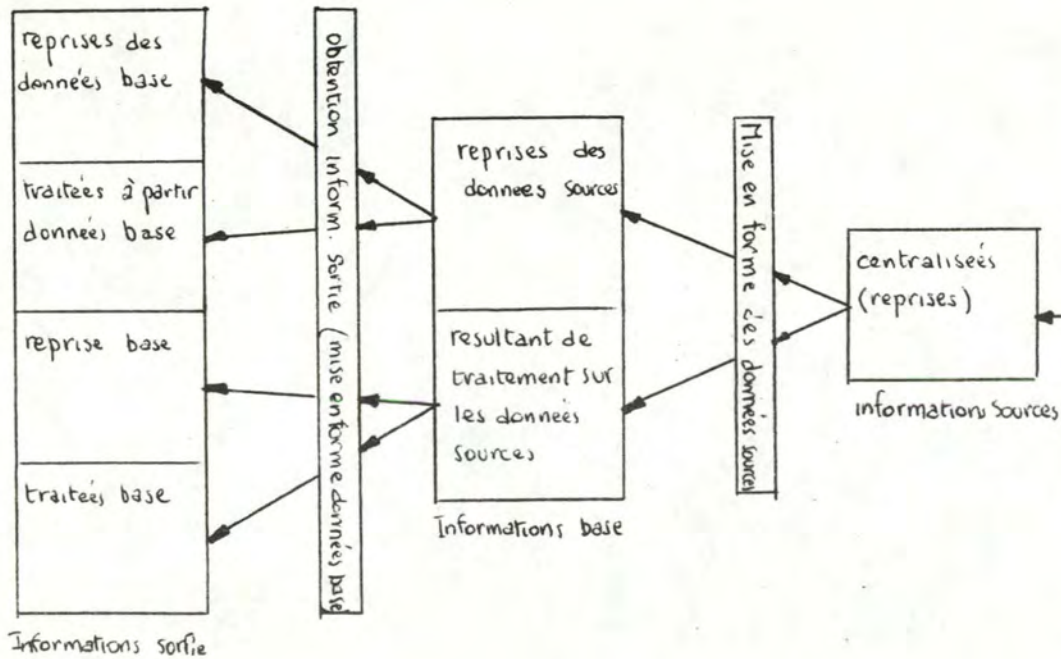 reprises des
données base
traitées à partir
données base
reprise base
traitées base
Informations sortie
obtention inform. sortie (mise en forme données base)
reprises des
données sources
resultant de
traitement sur
les données
sources
Informations base
Mise en forme des données sources
centralisées
(reprises)
information Sources